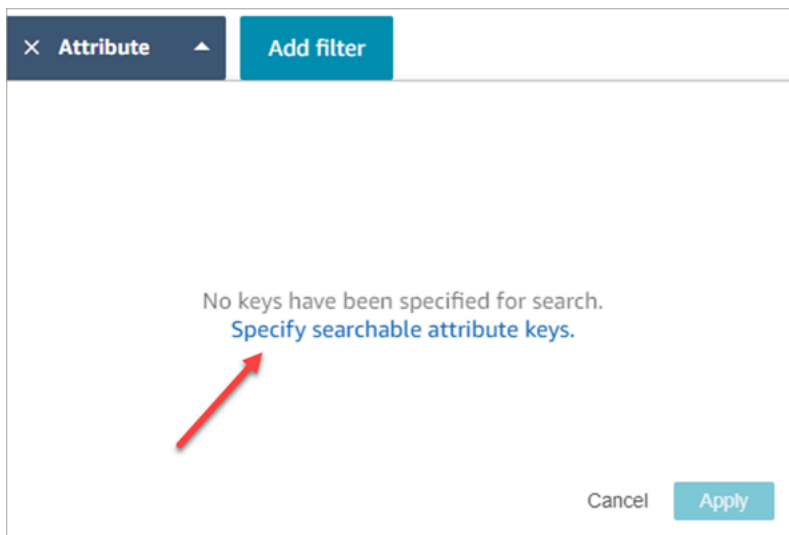 × Attribute
Add filter
No keys have been specified for search.
Specify searchable attribute keys.
Cancel
Apply